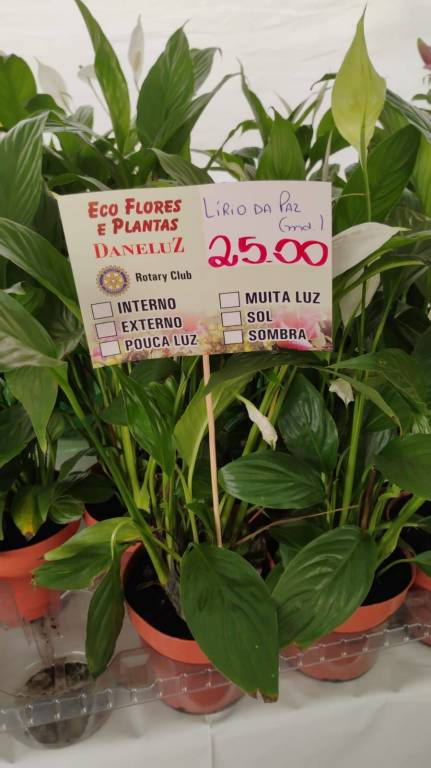 ECO FLORES
E PLANTAS
DANELUZ
Rotary Club
INTERNO
EXTERNO
POUCA LUZ
LÍRIO DA PAZ
(md.)
25.00
MUITA LUZ
SOL
SOMBRA